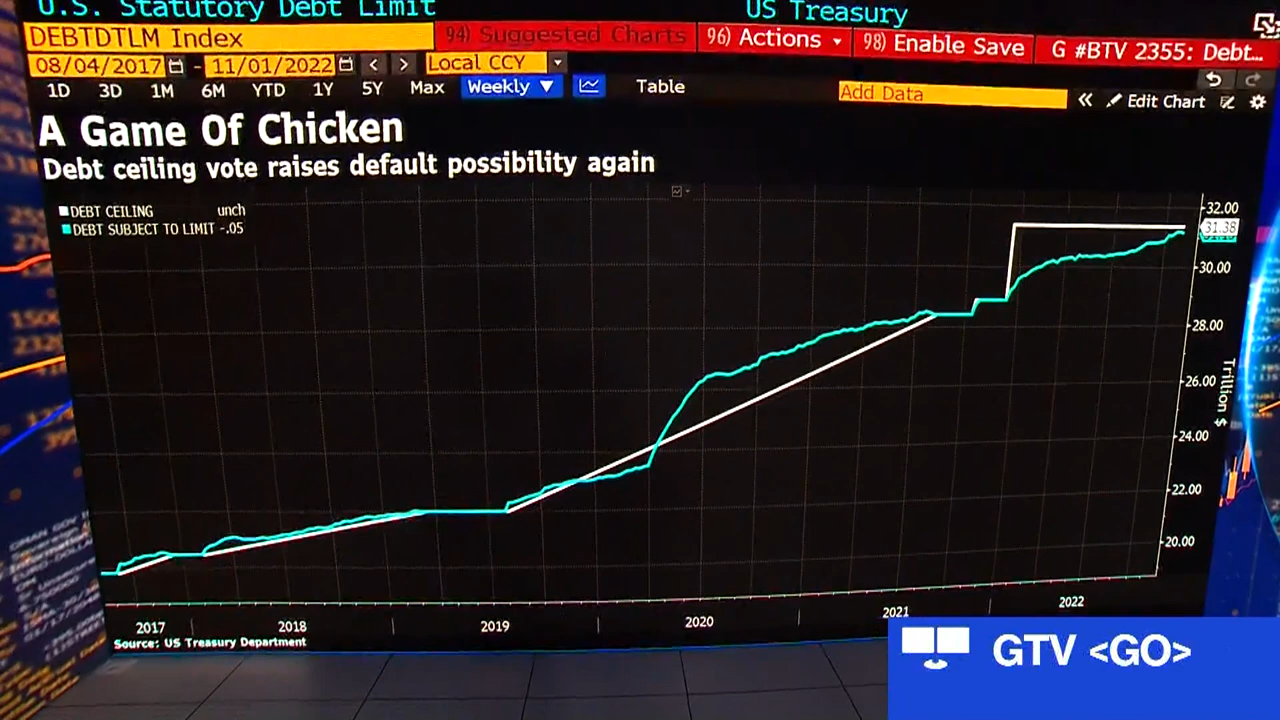 U.S. Statutory Debt Limit US Treasury
DEBTDTLM Index 94) Suggested Charts 96) Actions 98) Enable Save G #BTV 2355: Debt...
08/04/2017 - 11/01/2022 Local CCY
1D 3D 1M 6M YTD 1Y 5Y Max Weekly ▼ Table Add Data « Edit Chart
A Game Of Chicken
Debt ceiling vote raises default possibility again
DEBT CEILING unch
DEBT SUBJECT TO LIMIT -.05
32.00
31.38
30.00
28.00
26.00
24.00
22.00
20.00
Trillion $
2017 2018 2019 2020 2021 2022
Source: US Treasury Department
GTV <GO>